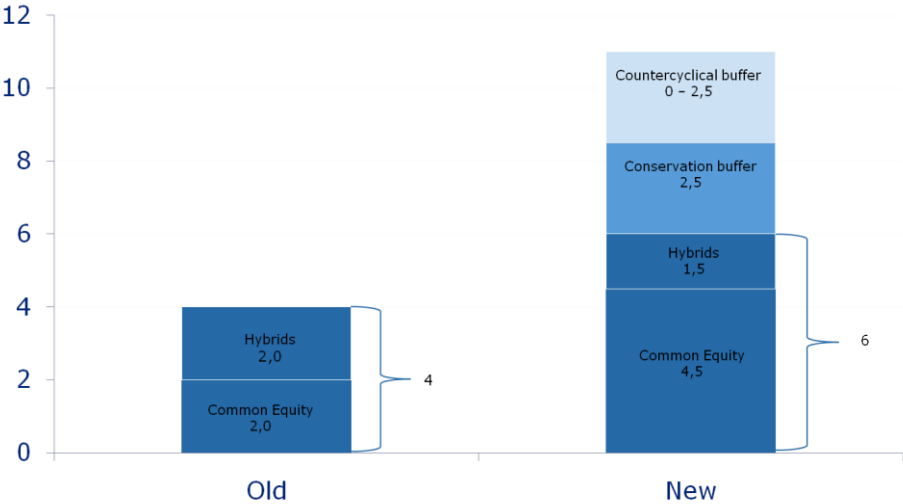 12
10
8
6
4
2
0
Hybrids
2,0
Common Equity
2,0
4
Old
Countercyclical buffer
0 – 2,5
Conservation buffer
2,5
Hybrids
1,5
Common Equity
4,5
6
New